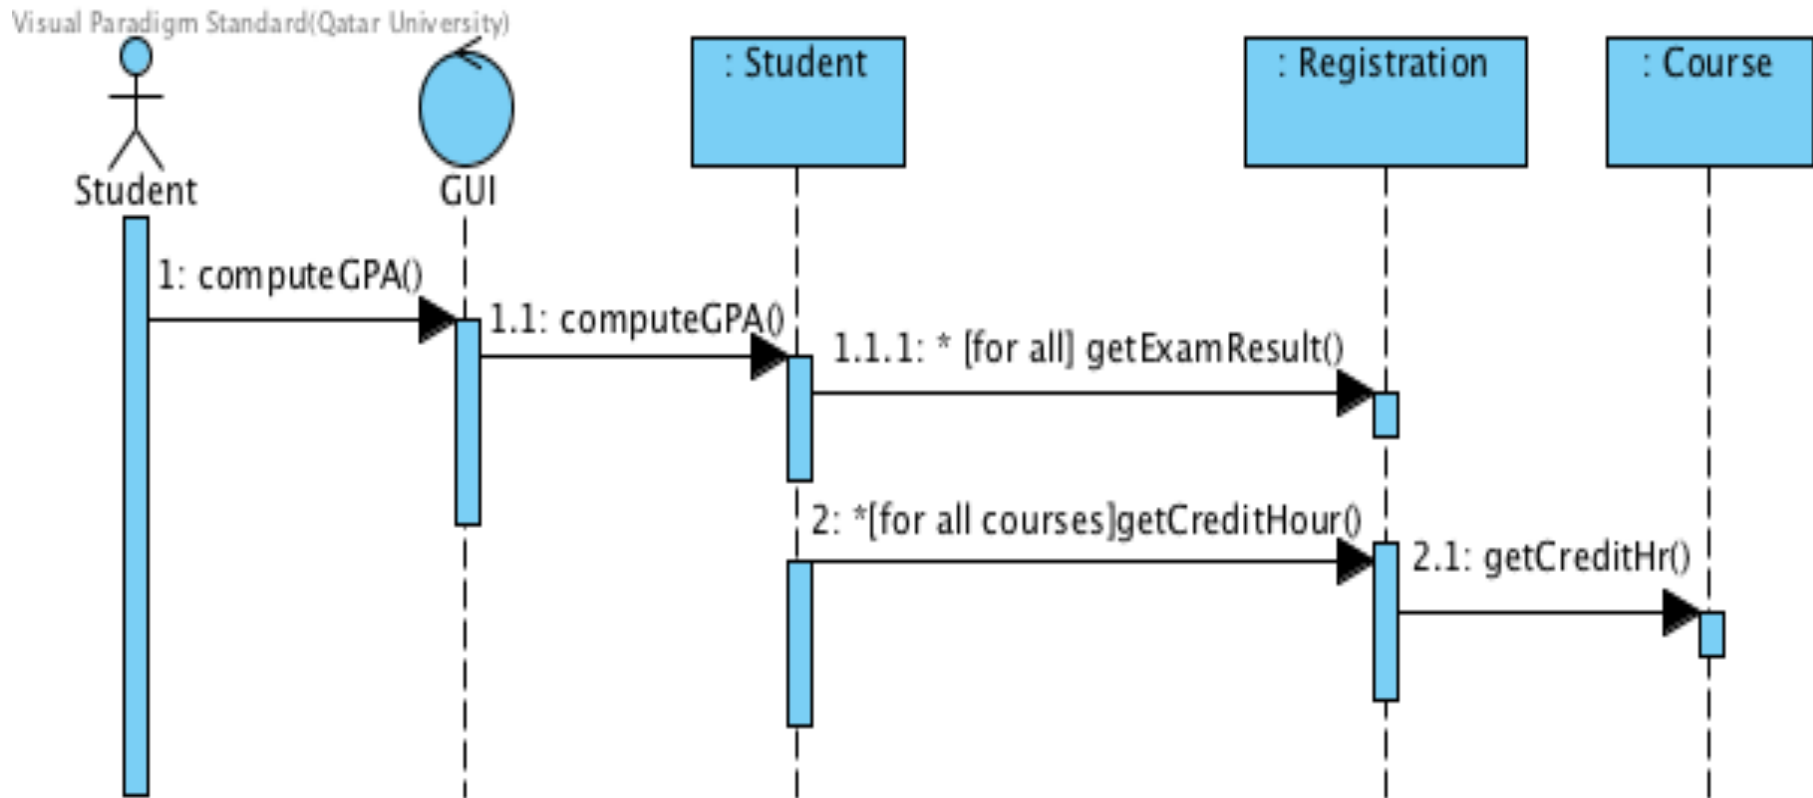 Visual Paradigm Standard(Qatar University)
: Student
: Registration
: Course
Student
GUI
1: computeGPA()
1.1: computeGPA()
1.1.1: * [for all] getExamResult()
2: *[for all courses]getCreditHour()
2.1: getCreditHr()